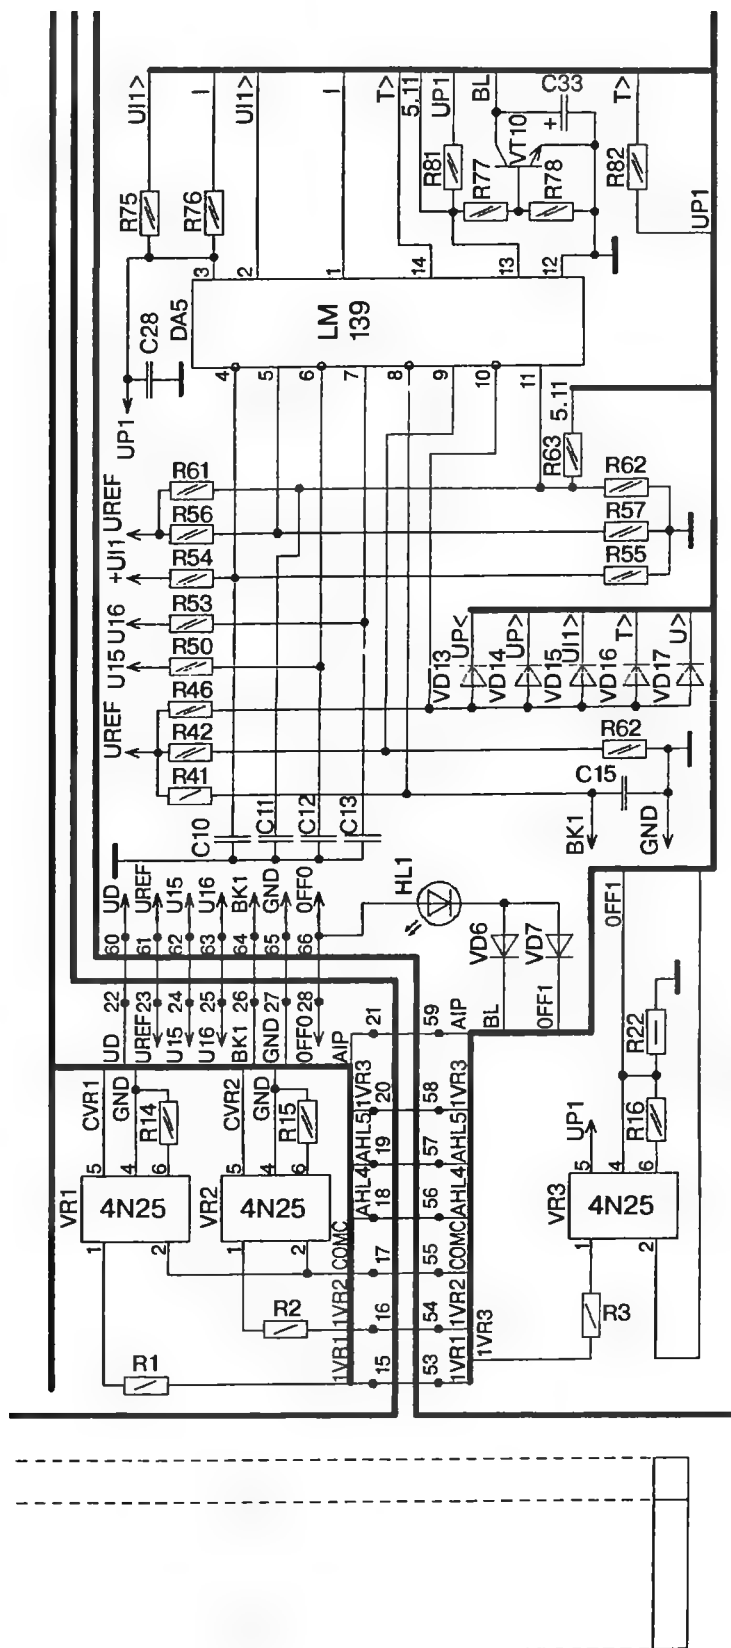 UI1>
I
UI1>
T>
5.11
UP1
BL
C33
+
T>
R75
R76
R81
R77
VT10
R78
R82
UP1
3
2
1
14
13
12
DA5
LM
139
C28
4
5
6
7
8
9
10
11
UP1
5.11
R63
UREF
R61
R62
R56
R57
+UI1
R54
R55
U16
R53
U15
R50
UREF
R46
R42
R41
VD13
UP<
VD14
UP>
VD15
UI1>
VD16
T>
VD17
U>
R62
C15
BK1
GND
C10
C11
C12
C13
UD
UREF
U15
U16
BK1
GND
0FF0
HL1
60
61
62
63
64
65
66
VD6
VD7
0FF1
22
23
24
25
26
27
28
UD
UREF
U15
U16
BK1
GND
0FF0
BL
0FF1
AIP
21
59
AIP
CVR1
GND
R14
CVR2
GND
R15
1VR3
20
58
1VR3
AHL5
19
57
AHL5
AHL4
18
56
AHL4
COMC
17
55
COMC
1VR2
16
54
1VR2
1VR1
15
53
1VR1
1VR3
VR1
5
4
6
4N25
1
2
VR2
5
4
6
4N25
1
2
R1
R2
R22
R16
UP1
VR3
5
4
6
4N25
1
2
R3